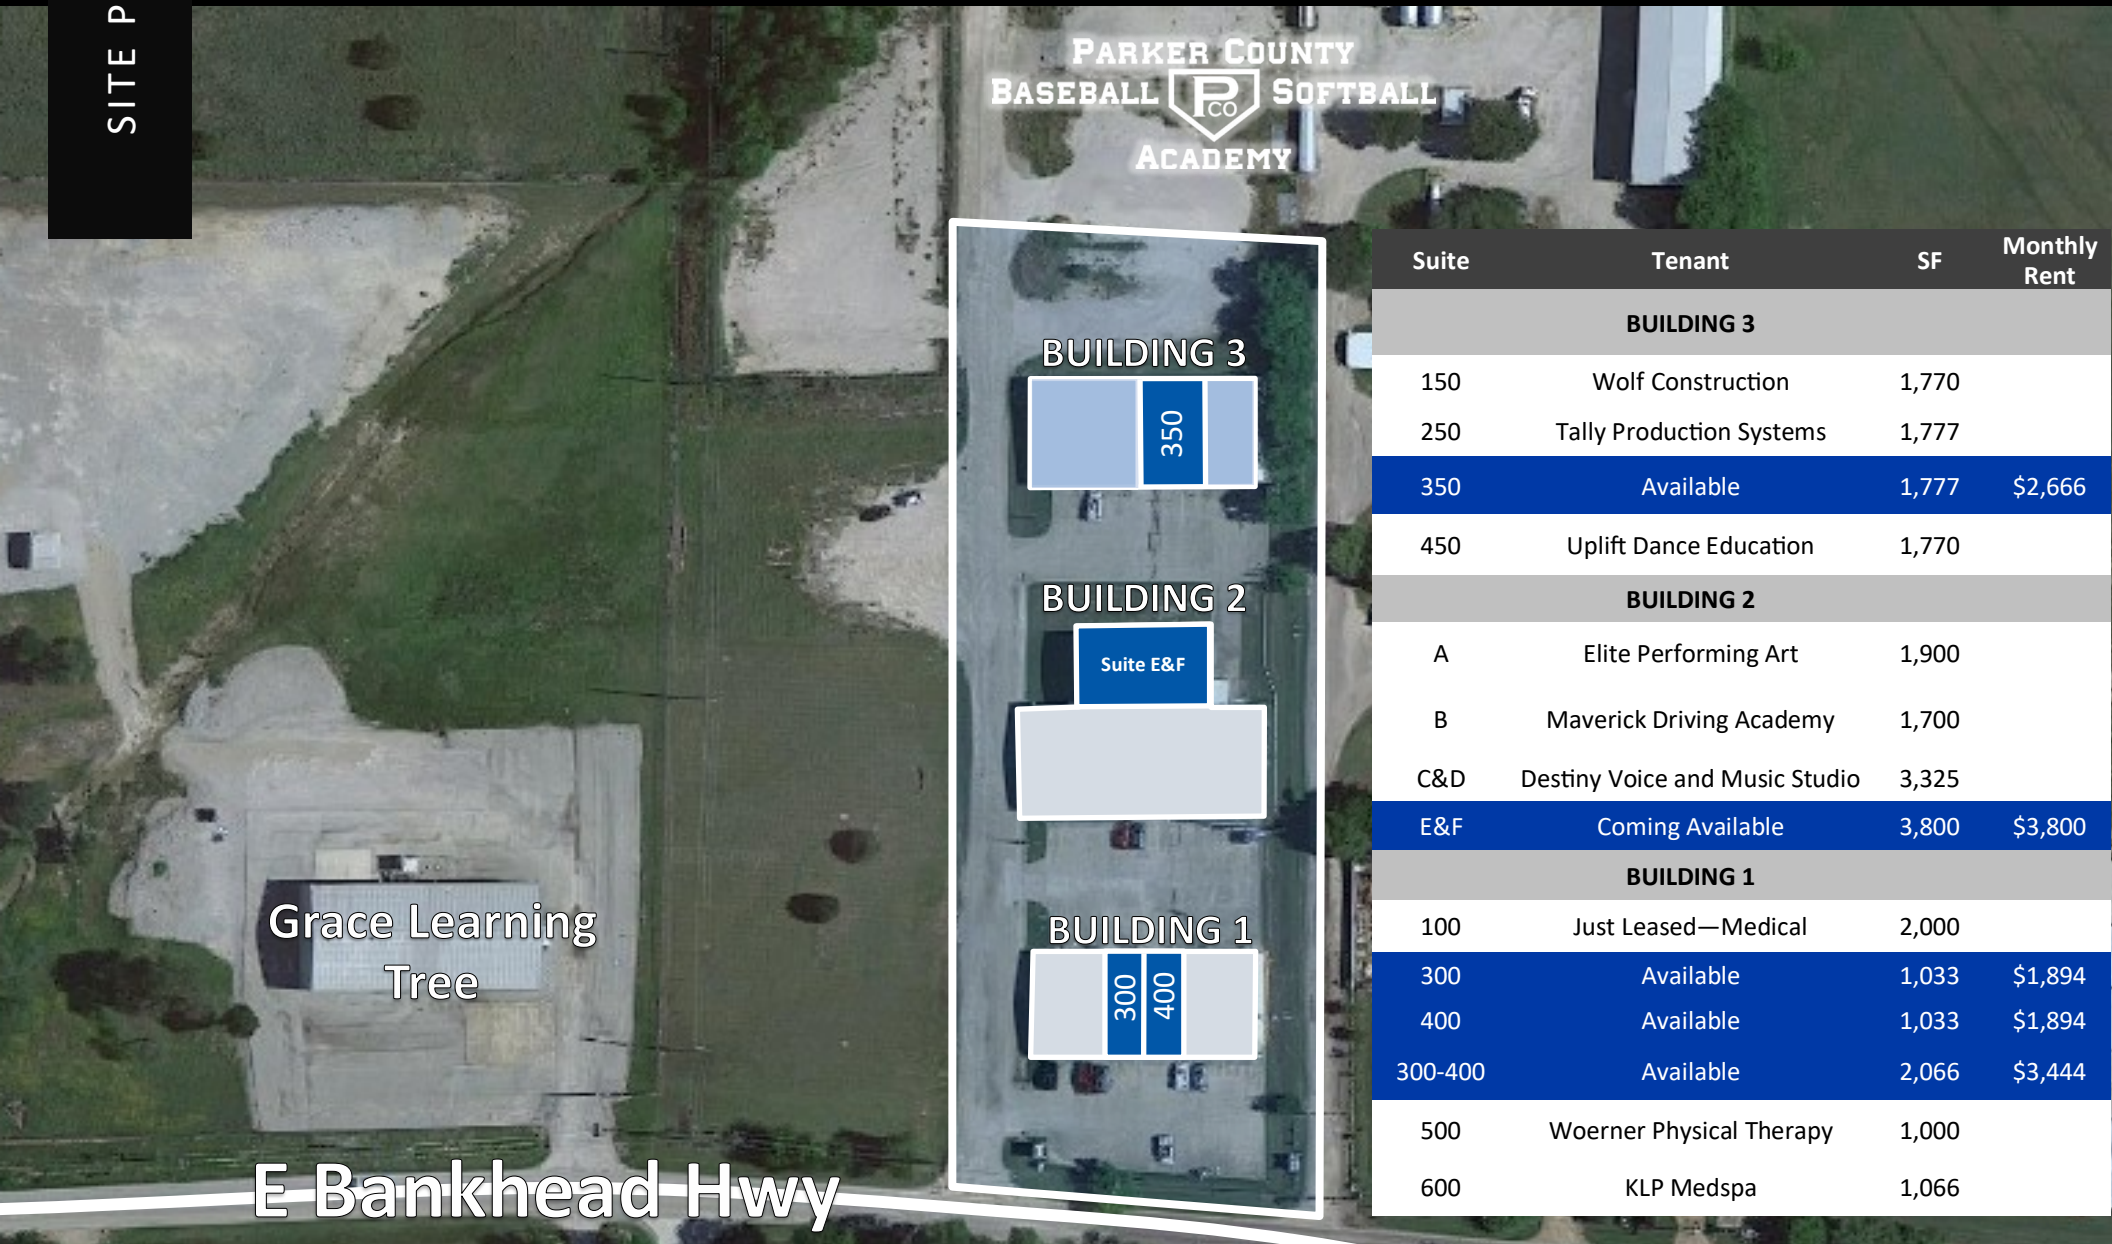 SITE P
PARKER COUNTY
BASEBALL P CO SOFTBALL
ACADEMY
BUILDING 3
350
BUILDING 2
Suite E&F
BUILDING 1
300 400
Grace Learning
Tree
E Bankhead Hwy
Suite Tenant SF Monthly Rent
BUILDING 3
150 Wolf Construction 1,770
250 Tally Production Systems 1,777
350 Available 1,777 $2,666
450 Uplift Dance Education 1,770
BUILDING 2
A Elite Performing Art 1,900
B Maverick Driving Academy 1,700
C&D Destiny Voice and Music Studio 3,325
E&F Coming Available 3,800 $3,800
BUILDING 1
100 Just Leased—Medical 2,000
300 Available 1,033 $1,894
400 Available 1,033 $1,894
300-400 Available 2,066 $3,444
500 Woerner Physical Therapy 1,000
600 KLP Medspa 1,066